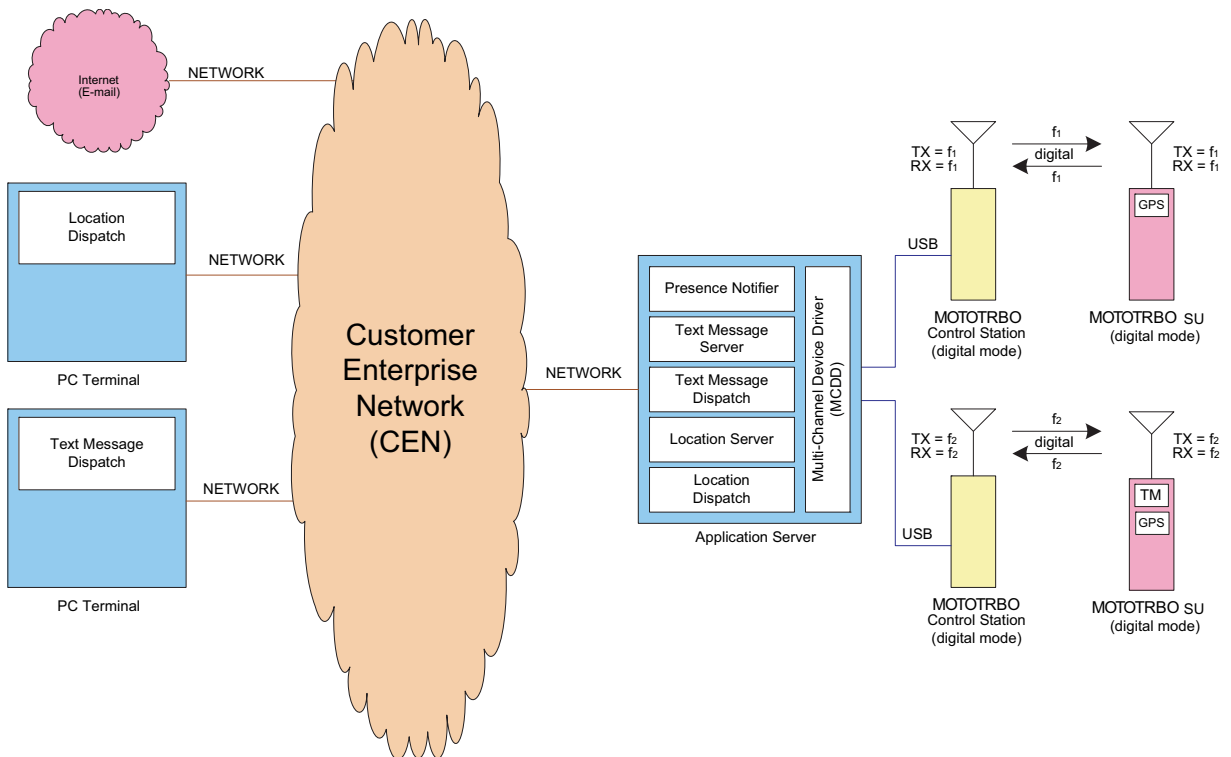 Internet
(E-mail)
NETWORK
Location
Dispatch
NETWORK
PC Terminal
Text Message
Dispatch
NETWORK
PC Terminal
Customer
Enterprise
Network
(CEN)
NETWORK
Presence Notifier
Text Message
Server
Text Message
Dispatch
Location Server
Location
Dispatch
Multi-Channel Device Driver
(MCDD)
Application Server
USB
TX = f1
RX = f1
f1
digital
f1
TX = f1
RX = f1
GPS
MOTOTRBO
Control Station
(digital mode)
MOTOTRBO SU
(digital mode)
USB
TX = f2
RX = f2
f2
digital
f2
TX = f2
RX = f2
TM
GPS
MOTOTRBO
Control Station
(digital mode)
MOTOTRBO SU
(digital mode)